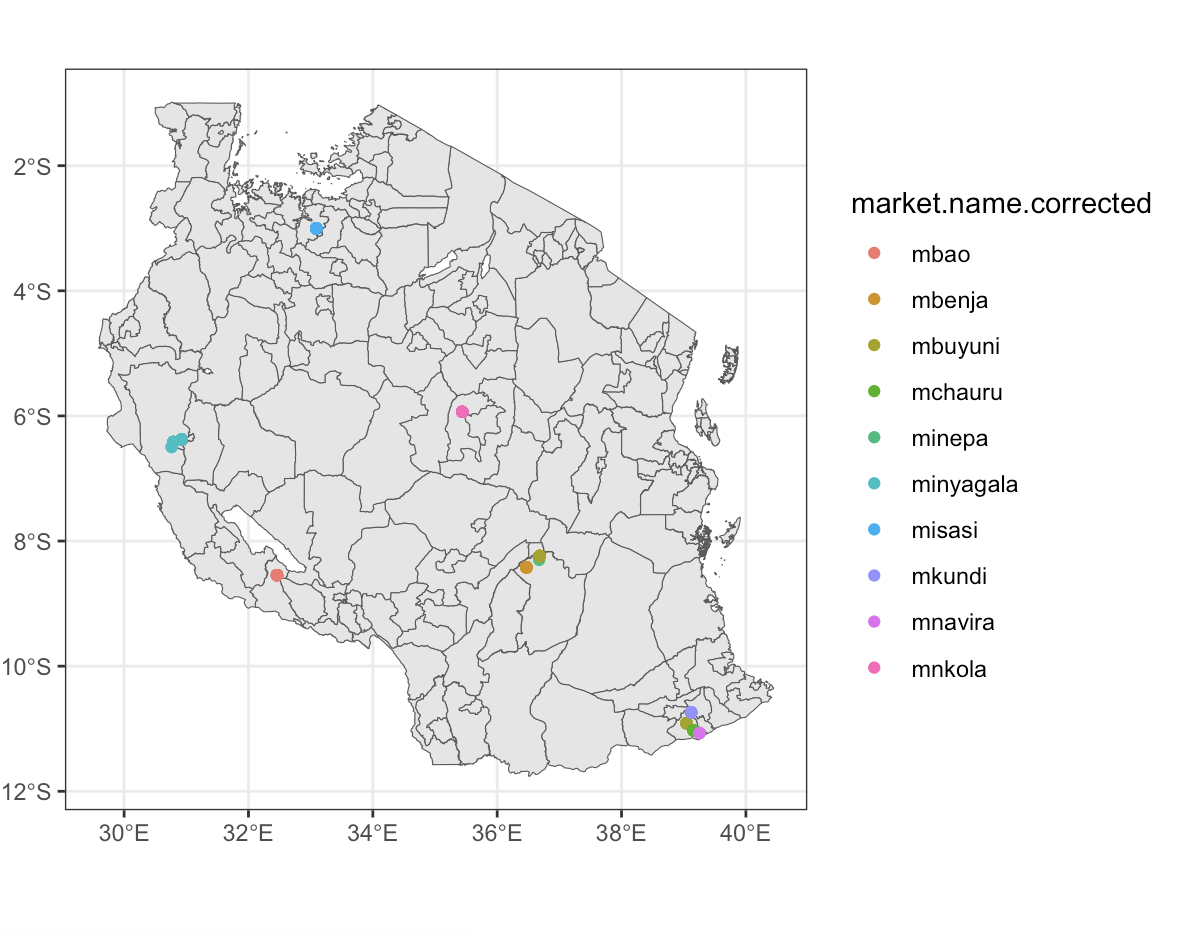 market.name.corrected
mbao
mbenja
mbuyuni
mchauru
minepa
minyagala
misasi
mkundi
mnavira
mnkola
2°S
4°S
6°S
8°S
10°S
12°S
30°E 32°E 34°E 36°E 38°E 40°E